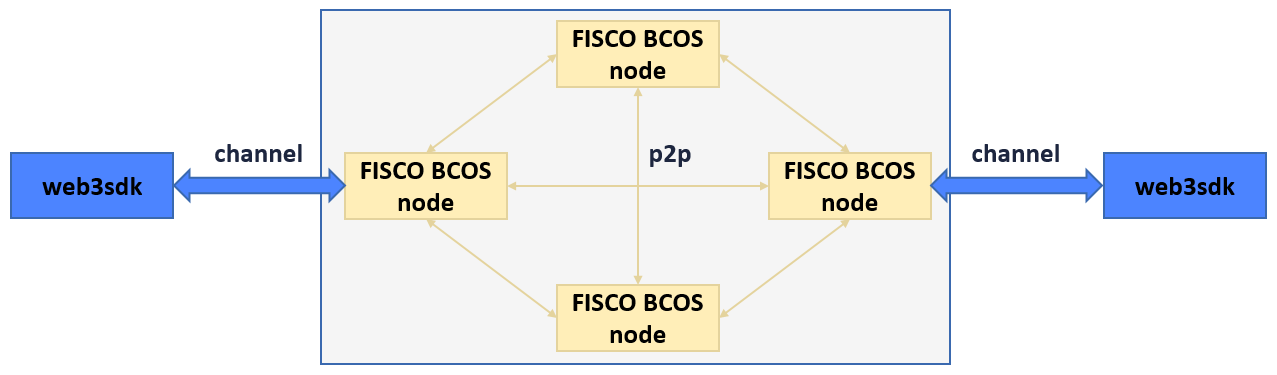 FISCO BCOS
node
channel
p2p
channel
web3sdk
FISCO BCOS
node
FISCO BCOS
node
web3sdk
FISCO BCOS
node